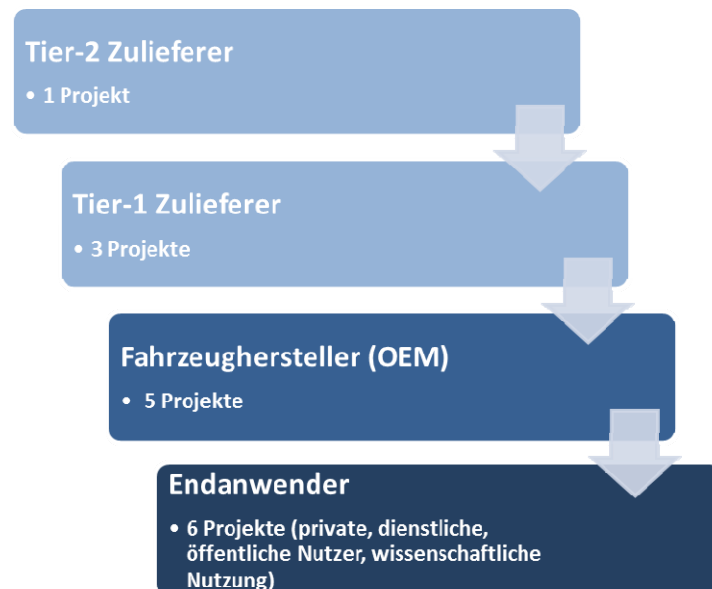 Tier-2 Zulieferer
• 1 Projekt
Tier-1 Zulieferer
• 3 Projekte
Fahrzeughersteller (OEM)
• 5 Projekte
Endanwender
• 6 Projekte (private, dienstliche,
öffentliche Nutzer, wissenschaftliche
Nutzung)